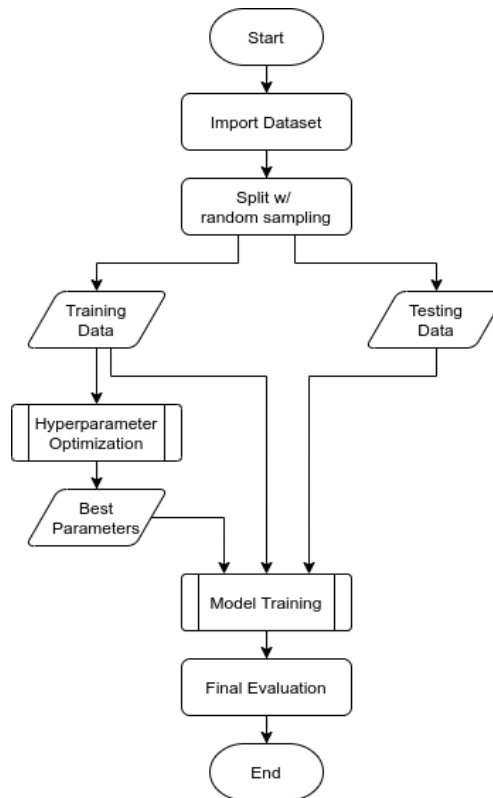 Start
Import Dataset
Split w/
random sampling
Training
Data
Testing
Data
Hyperparameter
Optimization
Best
Parameters
Model Training
Final Evaluation
End